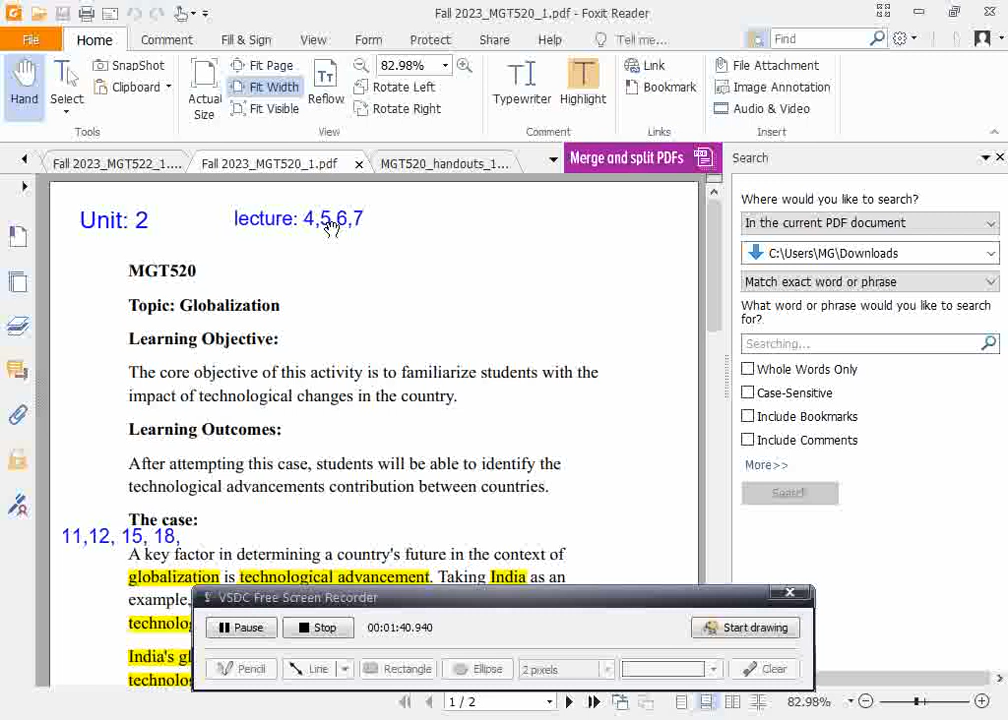 Fall 2023_MGT520_1.pdf - Foxit Reader
File Home Comment Fill & Sign View Form Protect Share Help Tell me... Find
Hand
Select
SnapShot
Clipboard
Tools
Actual Size
Fit Page
Fit Width
Fit Visible
Reflow
82.98%
Rotate Left
Rotate Right
View
Typewriter
Highlight
Comment
Link
Bookmark
Links
File Attachment
Image Annotation
Audio & Video
Insert
Fall 2023_MGT522_1.... Fall 2023_MGT520_1.pdf MGT520_handouts_1... Merge and split PDFs
Unit: 2 lecture: 4,5,6,7
MGT520
Topic: Globalization
Learning Objective:
The core objective of this activity is to familiarize students with the
impact of technological changes in the country.
Learning Outcomes:
After attempting this case, students will be able to identify the
technological advancements contribution between countries.
The case:
11,12, 15, 18,
A key factor in determining a country's future in the context of
globalization is technological advancement. Taking India as an
example,
Search
Where would you like to search?
In the current PDF document
C:\Users\MG\Downloads
Match exact word or phrase
What word or phrase would you like to search
for?
Searching...
Whole Words Only
Case-Sensitive
Include Bookmarks
Include Comments
More>>
Search
VSDC Free Screen Recorder
Pause Stop 00:01:40.940 Start drawing
Pencil Line Rectangle Ellipse 2 pixels Clear
1 / 2 82.98%